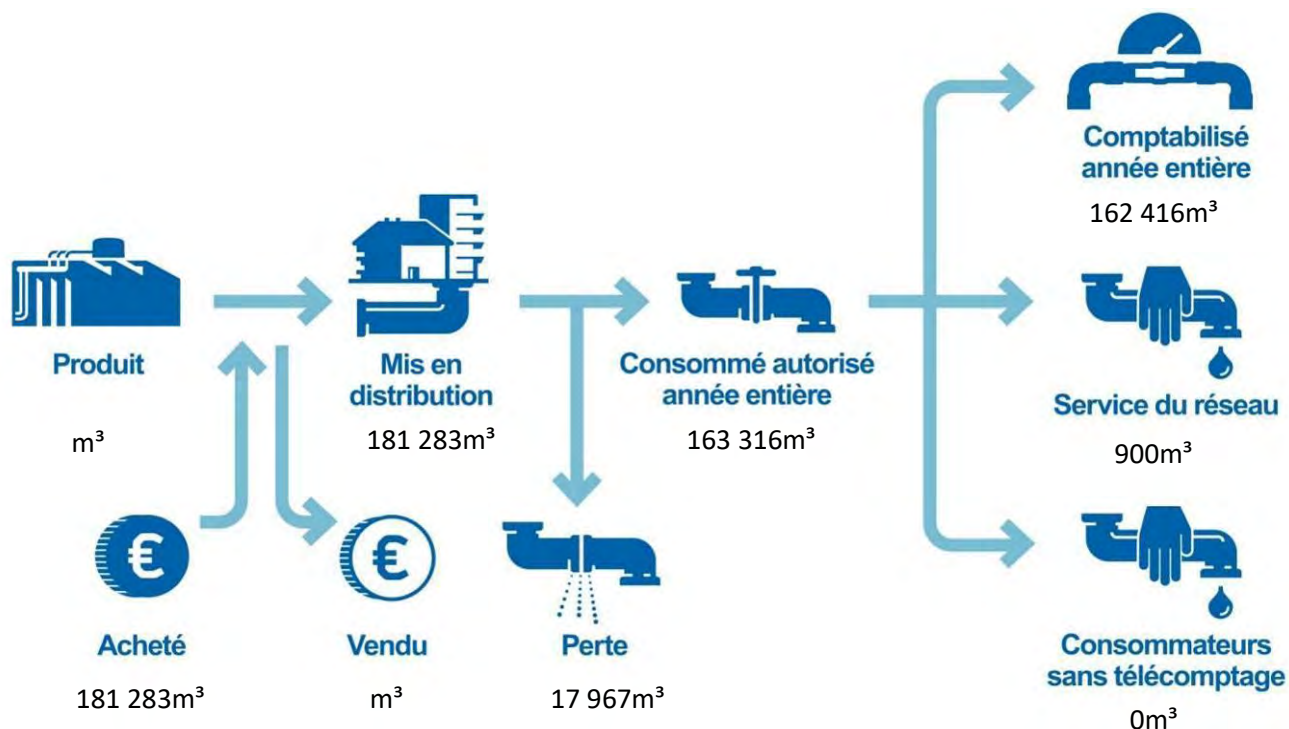 Comptabilisé
année entière
162 416m³
Produit
m³
Mis en
distribution
181 283m³
Consommé autorisé
année entière
163 316m³
Service du réseau
900m³
€
Acheté
181 283m³
€
Vendu
m³
Perte
17 967m³
Consommateurs
sans télécomptage
0m³